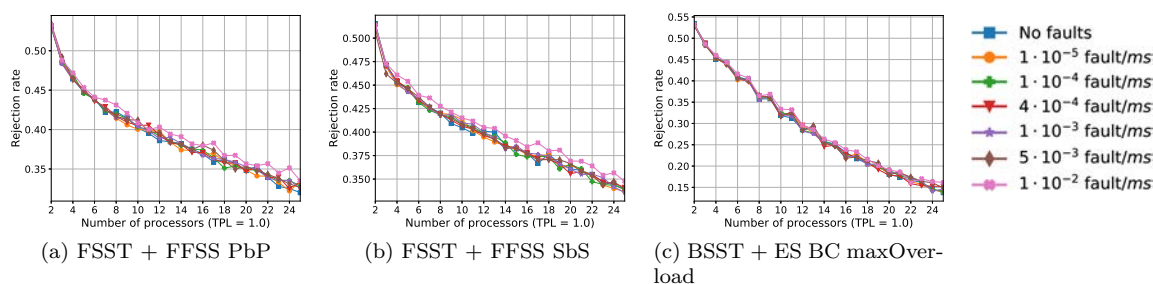 Rejection rate
0.50
0.45
0.40
0.35
2 4 6 8 10 12 14 16 18 20 22 24
Number of processors (TPL = 1.0)
(a) FSST + FFSS PbP
Rejection rate
0.500
0.475
0.450
0.425
0.400
0.375
0.350
2 4 6 8 10 12 14 16 18 20 22 24
Number of processors (TPL = 1.0)
(b) FSST + FFSS SbS
Rejection rate
0.55
0.50
0.45
0.40
0.35
0.30
0.25
0.20
0.15
2 4 6 8 10 12 14 16 18 20 22 24
Number of processors (TPL = 1.0)
(c) BSST + ES BC maxOver-
load
No faults
1 · 10⁻⁵ fault/ms
1 · 10⁻⁴ fault/ms
4 · 10⁻⁴ fault/ms
1 · 10⁻³ fault/ms
5 · 10⁻³ fault/ms
1 · 10⁻² fault/ms